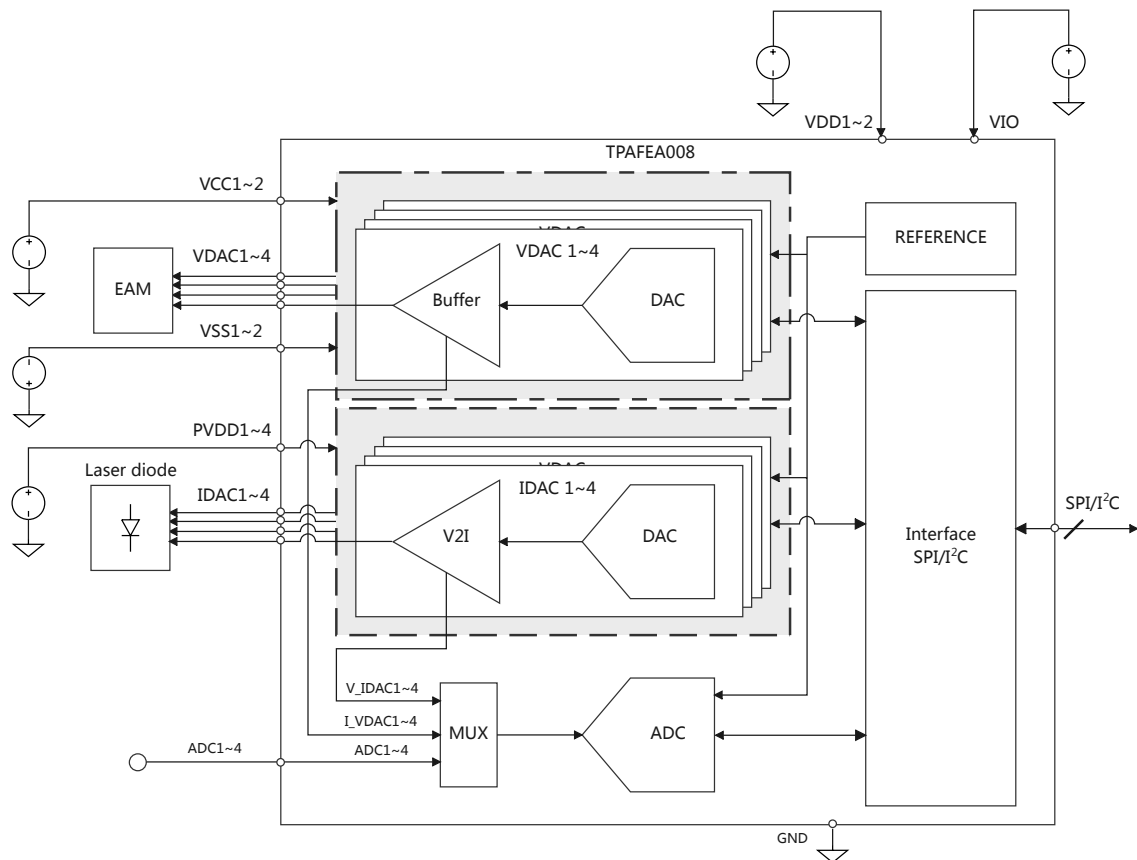 VDD1~2
VIO
TPAFEA008
VCC1~2
VDAC1~4
EAM
VSS1~2
VDAC 1~4
Buffer
DAC
REFERENCE
PVDD1~4
Laser diode
IDAC1~4
IDAC 1~4
V2I
DAC
Interface
SPI/I²C
SPI/I²C
V_IDAC1~4
I_VDAC1~4
ADC1~4
ADC1~4
MUX
ADC
GND